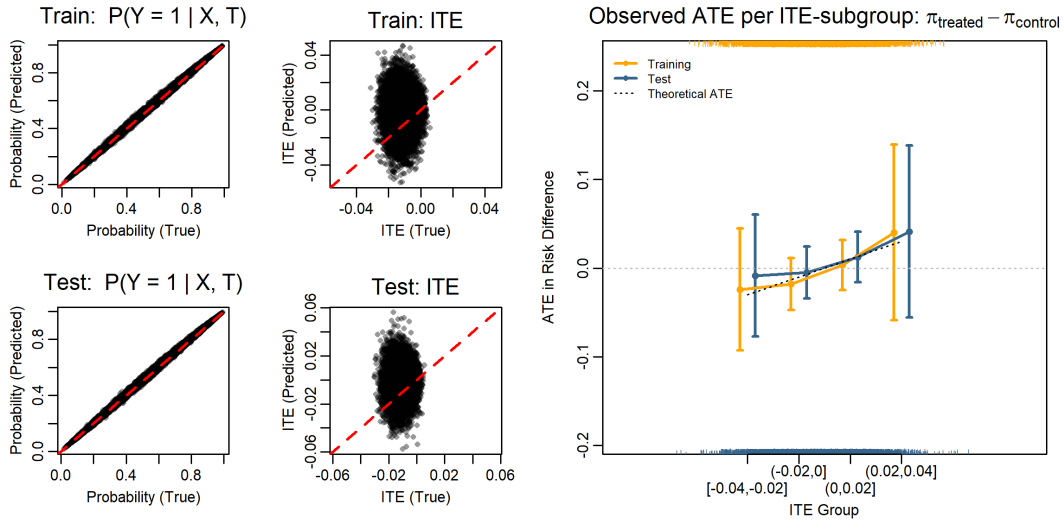 Train:  P(Y = 1 | X, T)
Probability (Predicted)
0.0 0.4 0.8
0.0 0.4 0.8
Probability (True)
Train: ITE
ITE (Predicted)
-0.04 0.00 0.04
-0.04 0.00 0.04
ITE (True)
Test:  P(Y = 1 | X, T)
Probability (Predicted)
0.0 0.4 0.8
0.0 0.4 0.8
Probability (True)
Test: ITE
ITE (Predicted)
-0.06 -0.02 0.02 0.06
-0.06 -0.02 0.02 0.06
ITE (True)
Observed ATE per ITE-subgroup: πtreated − πcontrol
Training
Test
Theoretical ATE
ATE in Risk Difference
-0.2 -0.1 0.0 0.1 0.2
(-0.02,0] (0.02,0.04]
[-0.04,-0.02] (0,0.02]
ITE Group